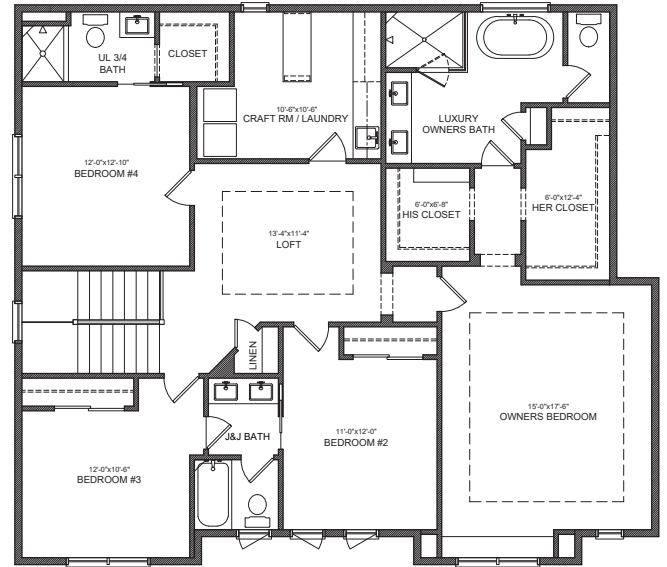 UL 3/4
BATH
CLOSET
10'-6"x10'-6"
CRAFT RM / LAUNDRY
LUXURY
OWNERS BATH
12'-0"x12'-10"
BEDROOM #4
6'-0"x6'-8"
HIS CLOSET
6'-0"x12'-4"
HER CLOSET
13'-4"x11'-4"
LOFT
LINEN
15'-0"x17'-6"
OWNERS BEDROOM
J&J BATH
11'-0"x12'-0"
BEDROOM #2
12'-0"x10'-6"
BEDROOM #3